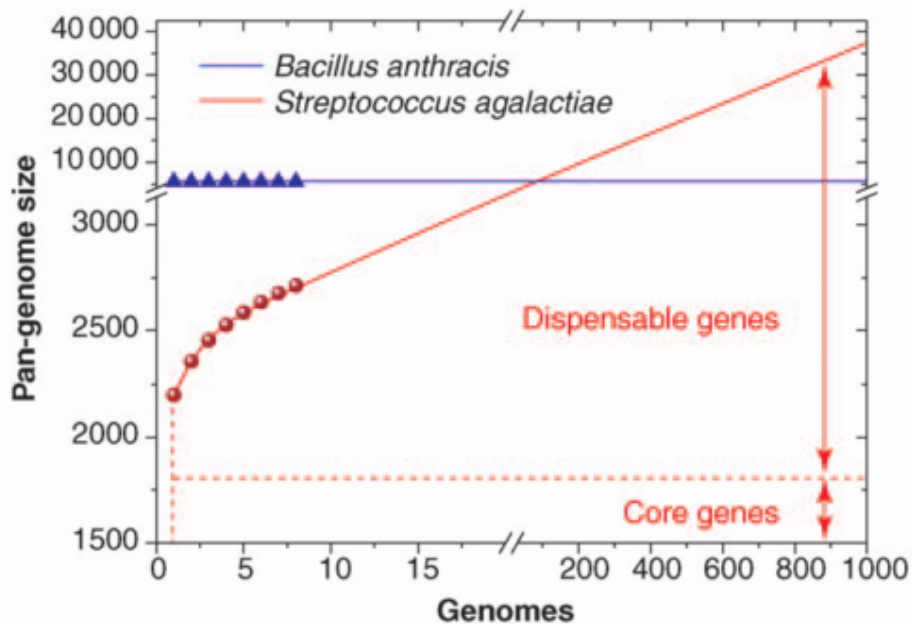 40 000
30 000
20 000
10 000
3000
2500
2000
1500
Pan-genome size
Bacillus anthracis
Streptococcus agalactiae
Dispensable genes
Core genes
0 5 10 15 200 400 600 800 1000
Genomes